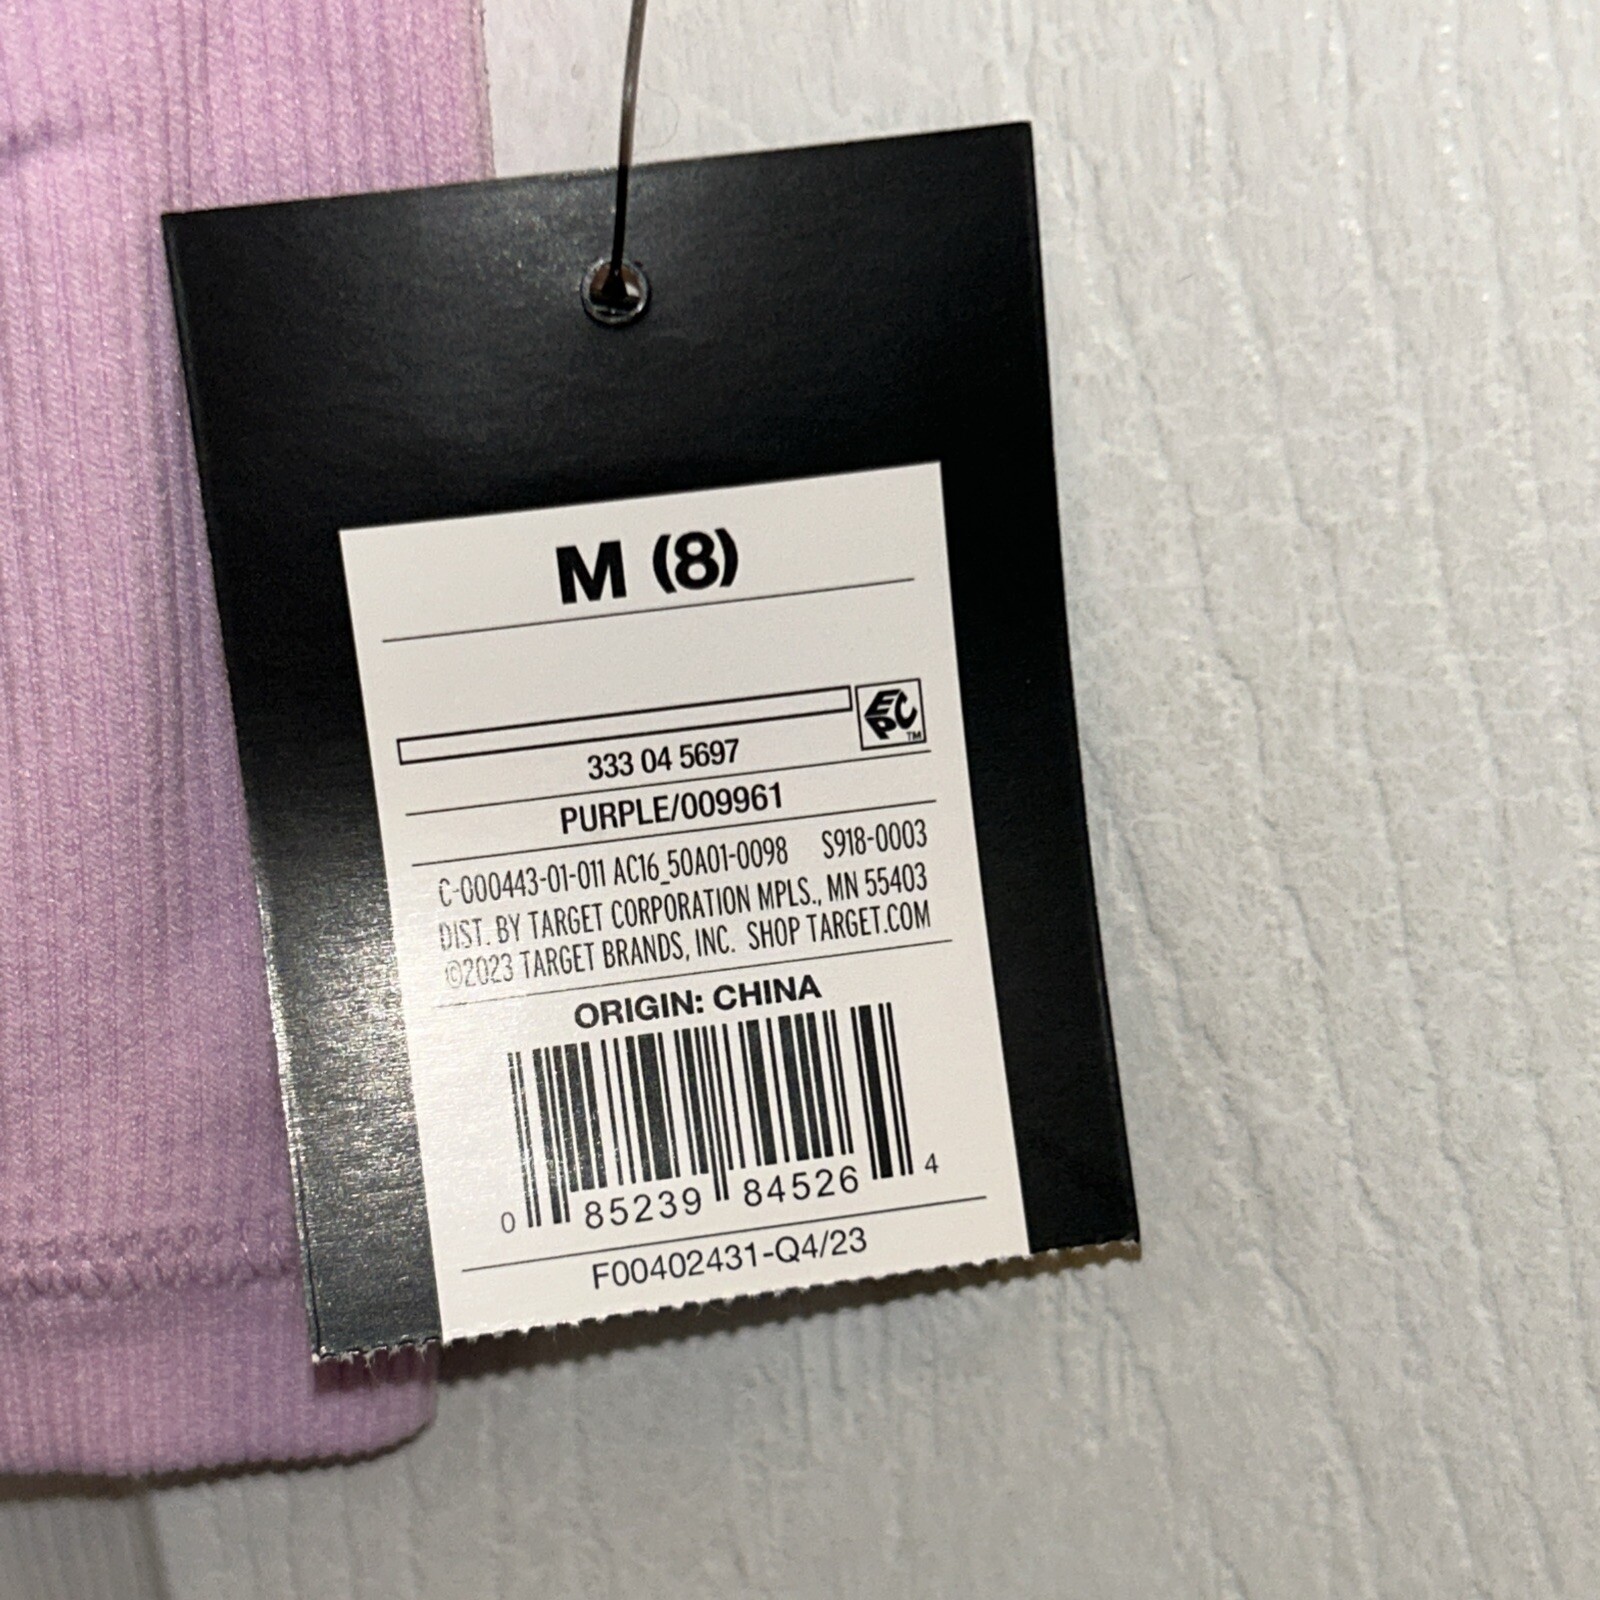 M (8)
EPC™
333 04 5697
PURPLE/009961
C-000443-01-011 AC16_50A01-0098 S918-0003
DIST. BY TARGET CORPORATION MPLS., MN 55403
©2023 TARGET BRANDS, INC. SHOP TARGET.COM
ORIGIN: CHINA
0 85239 84526 4
F00402431-Q4/23